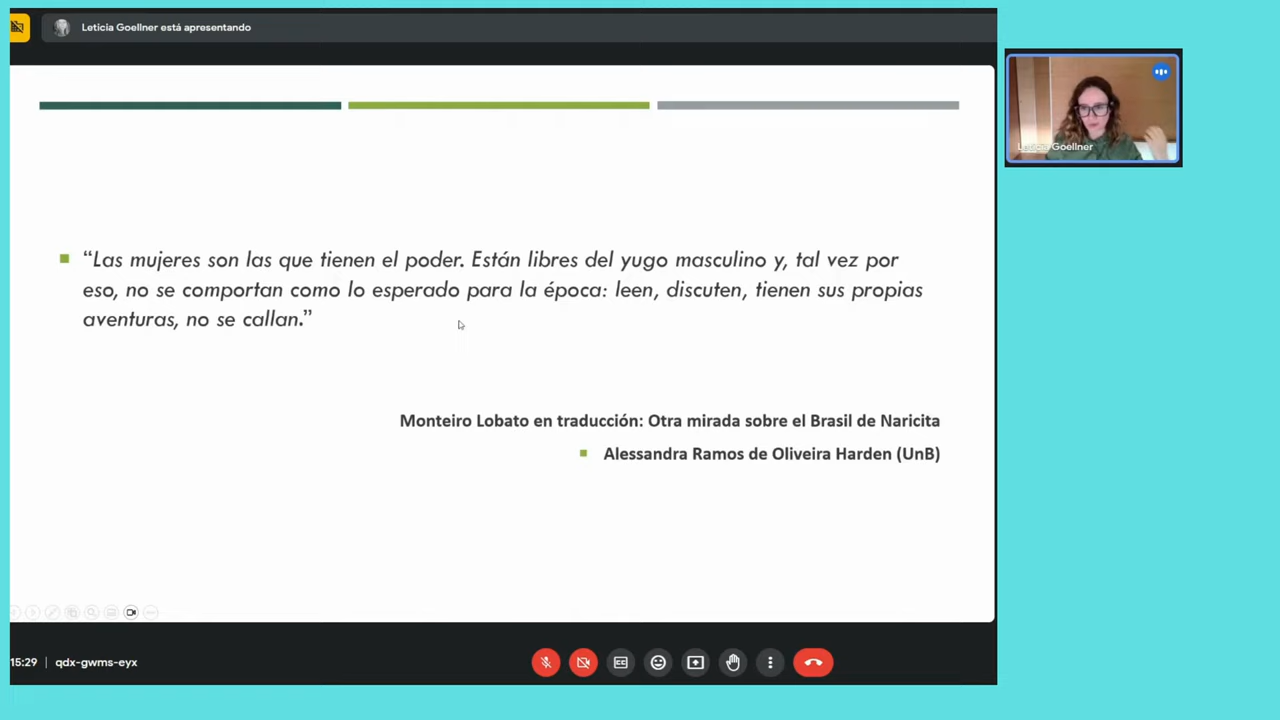 Leticia Goellner está apresentando
“Las mujeres son las que tienen el poder. Están libres del yugo masculino y, tal vez por
eso, no se comportan como lo esperado para la época: leen, discuten, tienen sus propias
aventuras, no se callan.”
Monteiro Lobato en traducción: Otra mirada sobre el Brasil de Naricita
Alessandra Ramos de Oliveira Harden (UnB)
Leticia Goellner
15:29 qdx-gwms-eyx